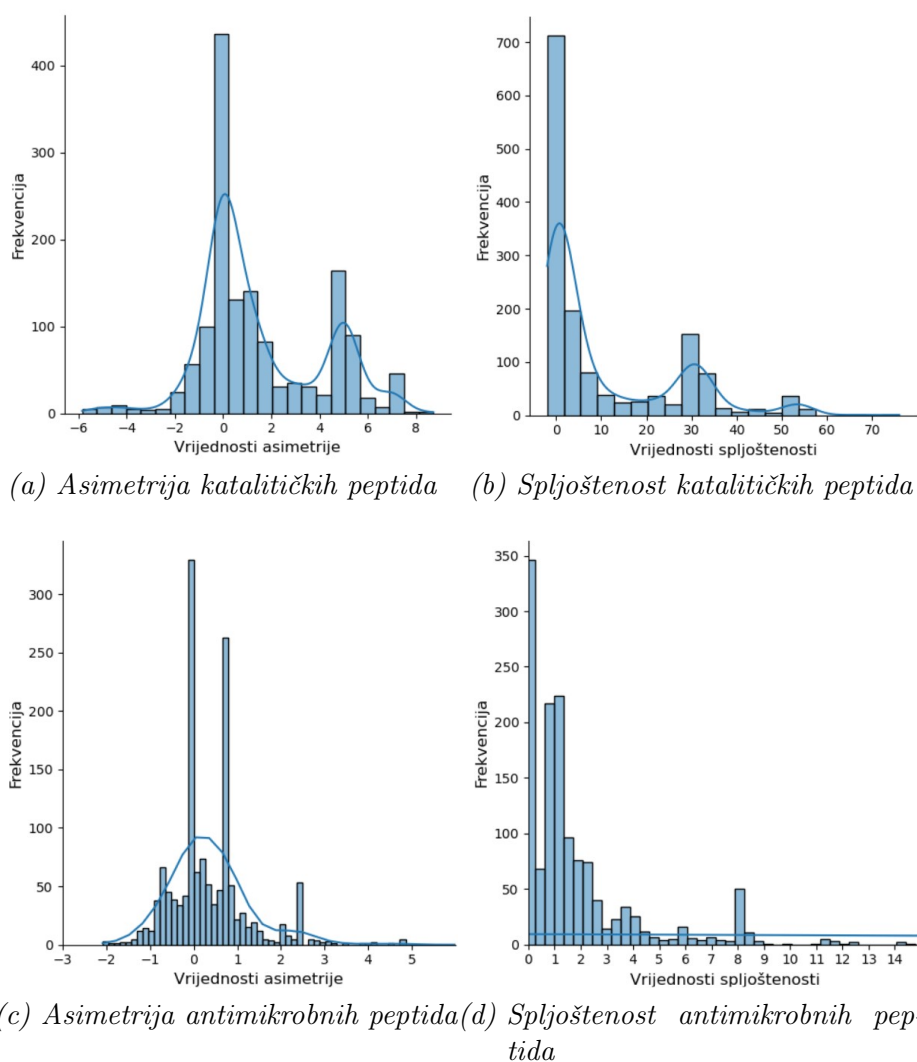 400
300
200
100
0
Frekvencija
−6 −4 −2 0 2 4 6 8
Vrijednosti asimetrije
700
600
500
400
300
200
100
0
Frekvencija
0 10 20 30 40 50 60 70
Vrijednosti spljoštenosti
(a) Asimetrija katalitičkih peptida
(b) Spljoštenost katalitičkih peptida
300
250
200
150
100
50
0
Frekvencija
−3 −2 −1 0 1 2 3 4 5
Vrijednosti asimetrije
350
300
250
200
150
100
50
0
Frekvencija
0 1 2 3 4 5 6 7 8 9 10 11 12 13 14
Vrijednosti spljoštenosti
(c) Asimetrija antimikrobnih peptida
(d) Spljoštenost antimikrobnih pep-
tida